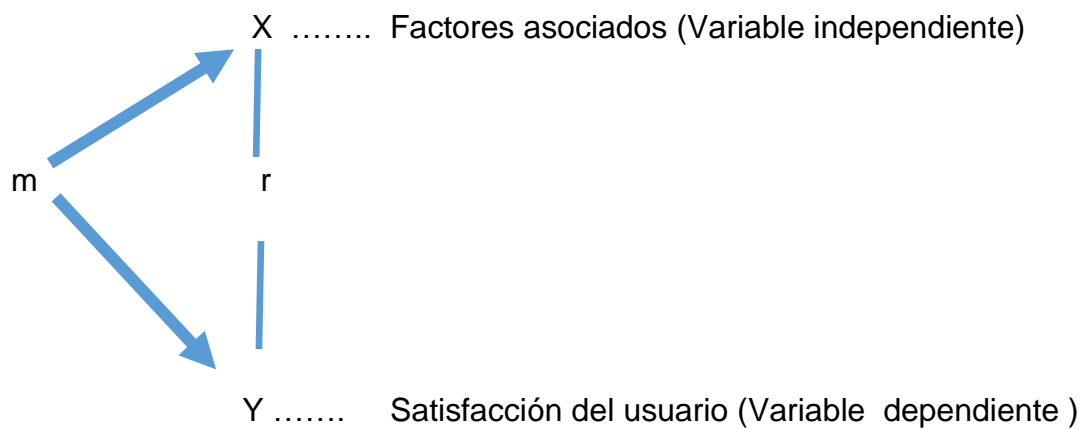 X …….. Factores asociados (Variable independiente)
m r
Y ……. Satisfacción del usuario (Variable dependiente )